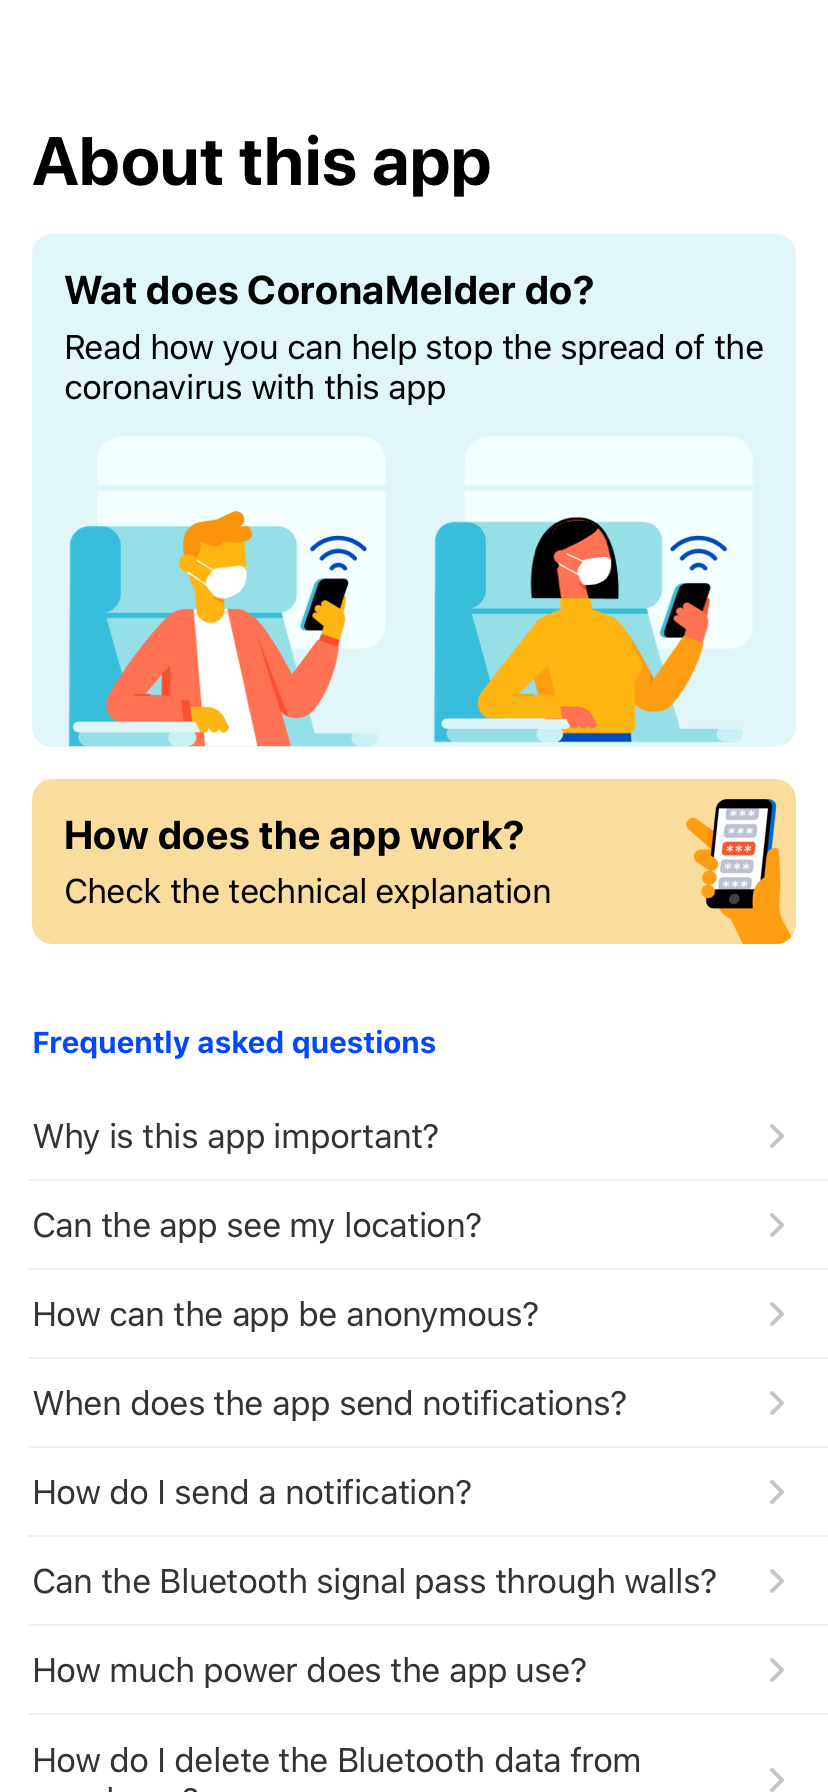 About this app
Wat does CoronaMelder do?
Read how you can help stop the spread of the
coronavirus with this app
How does the app work?
Check the technical explanation
***
***
***
***
***
Frequently asked questions
Why is this app important?
Can the app see my location?
How can the app be anonymous?
When does the app send notifications?
How do I send a notification?
Can the Bluetooth signal pass through walls?
How much power does the app use?
How do I delete the Bluetooth data from